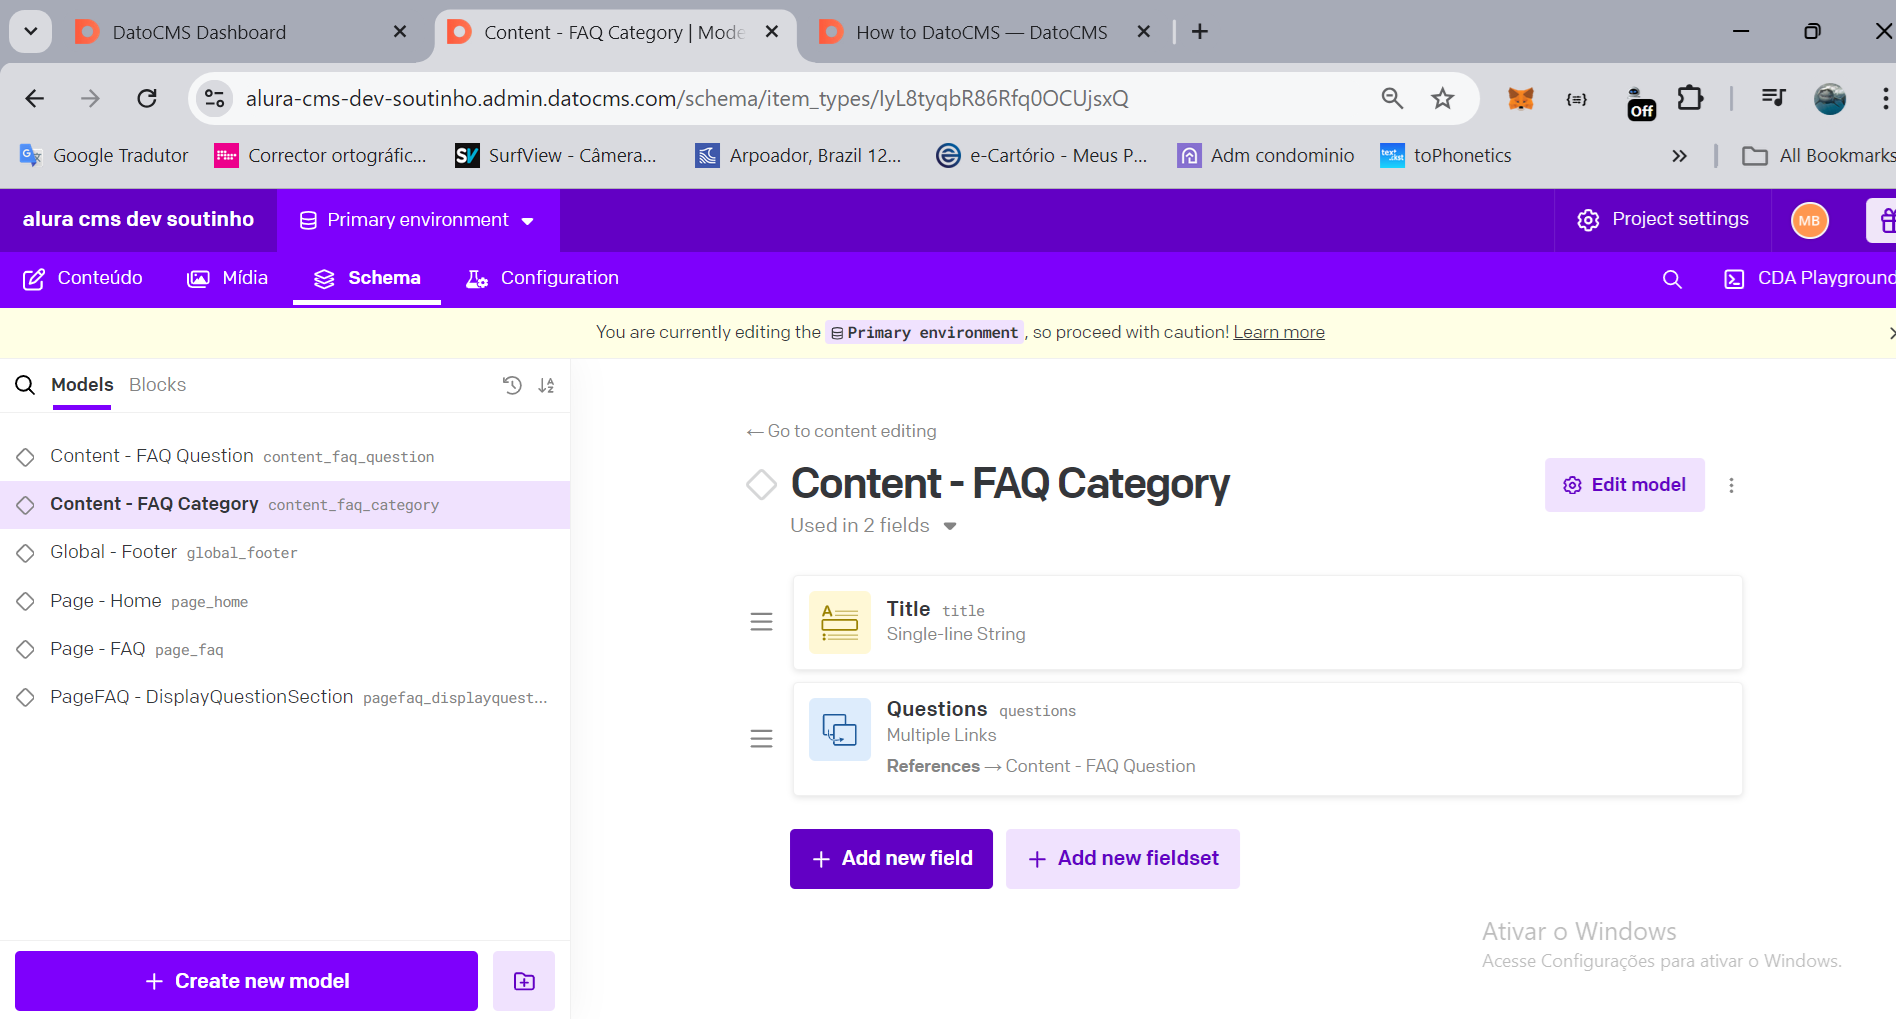 DatoCMS Dashboard
Content - FAQ Category | Mode
How to DatoCMS — DatoCMS
alura-cms-dev-soutinho.admin.datocms.com/schema/item_types/IyL8tyqbR86Rfq0OCUjsxQ
Off
Google Tradutor
Corrector ortográfic...
SurfView - Câmera...
Arpoador, Brazil 12...
e-Cartório - Meus P...
Adm condominio
toPhonetics
All Bookmarks
alura cms dev soutinho
Primary environment
Project settings
MB
Conteúdo
Mídia
Schema
Configuration
CDA Playground
You are currently editing the Primary environment, so proceed with caution! Learn more
Models
Blocks
Content - FAQ Question content_faq_question
Content - FAQ Category content_faq_category
Global - Footer global_footer
Page - Home page_home
Page - FAQ page_faq
PageFAQ - DisplayQuestionSection pagefaq_displayquest...
Create new model
← Go to content editing
Content - FAQ Category
Used in 2 fields
Edit model
Title title
Single-line String
Questions questions
Multiple Links
References → Content - FAQ Question
+ Add new field
+ Add new fieldset
Ativar o Windows
Acesse Configurações para ativar o Windows.